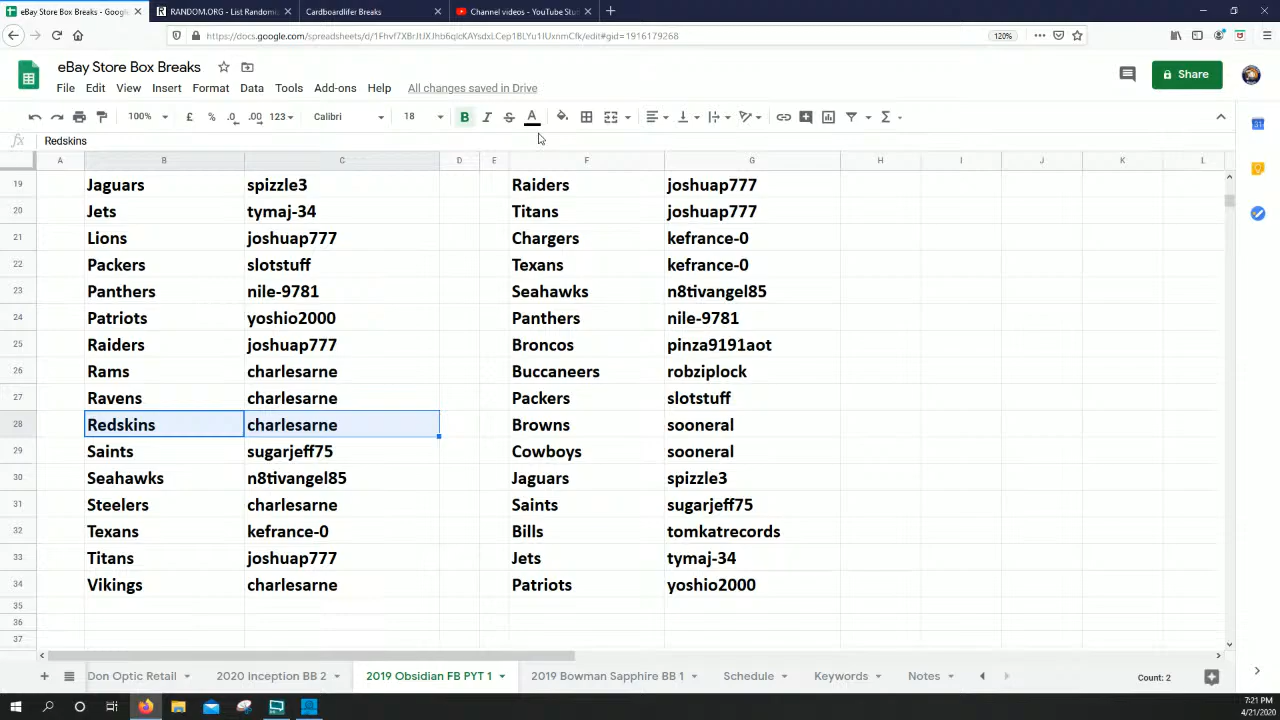 eBay Store Box Breaks - Google
RANDOM.ORG - List Randomiz
Cardboardlifer Breaks
Channel videos - YouTube Stud
120%
eBay Store Box Breaks
Share
File Edit View Insert Format Data Tools Add-ons Help All changes saved in Drive
100% £ % .0 .00 123 Calibri 18 B I S A
fx Redskins
A B C D E F G H I J K L
19 Jaguars spizzle3 Raiders joshuap777
20 Jets tymaj-34 Titans joshuap777
21 Lions joshuap777 Chargers kefrance-0
22 Packers slotstuff Texans kefrance-0
23 Panthers nile-9781 Seahawks n8tivangel85
24 Patriots yoshio2000 Panthers nile-9781
25 Raiders joshuap777 Broncos pinza9191aot
26 Rams charlesarne Buccaneers robziplock
27 Ravens charlesarne Packers slotstuff
28 Redskins charlesarne Browns sooneral
29 Saints sugarjeff75 Cowboys sooneral
30 Seahawks n8tivangel85 Jaguars spizzle3
31 Steelers charlesarne Saints sugarjeff75
32 Texans kefrance-0 Bills tomkatrecords
33 Titans joshuap777 Jets tymaj-34
34 Vikings charlesarne Patriots yoshio2000
35
36
37
Don Optic Retail 2020 Inception BB 2 2019 Obsidian FB PYT 1 2019 Bowman Sapphire BB 1 Schedule Keywords Notes Count: 2
7:21 PM
4/21/2020